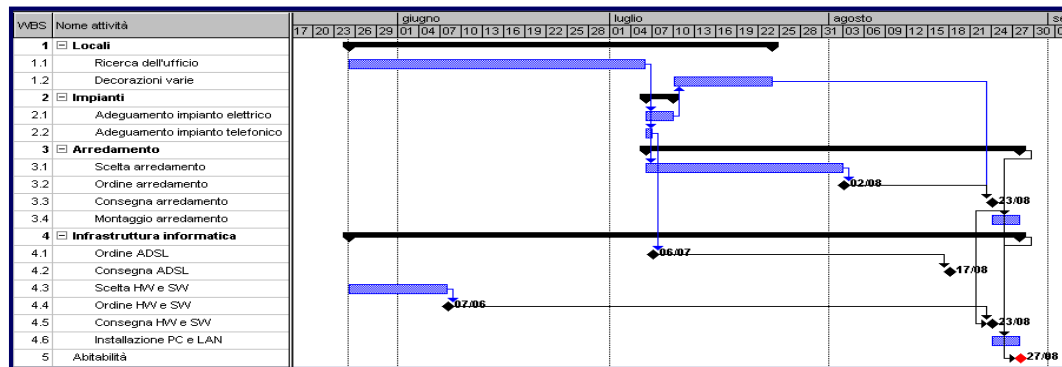 WBS Nome attività giugno luglio agosto se
17 20 23 26 29 01 04 07 10 13 16 19 22 25 28 01 04 07 10 13 16 19 22 25 28 31 03 06 09 12 15 18 21 24 27 30
1 Locali
1.1 Ricerca dell'ufficio
1.2 Decorazioni varie
2 Impianti
2.1 Adeguamento impianto elettrico
2.2 Adeguamento impianto telefonico
3 Arredamento
3.1 Scelta arredamento
3.2 Ordine arredamento 02/08
3.3 Consegna arredamento 23/08
3.4 Montaggio arredamento
4 Infrastruttura informatica
4.1 Ordine ADSL 06/07
4.2 Consegna ADSL 17/08
4.3 Scelta HW e SW
4.4 Ordine HW e SW 07/06
4.5 Consegna HW e SW 23/08
4.6 Installazione PC e LAN
5 Abitabilità 27/08